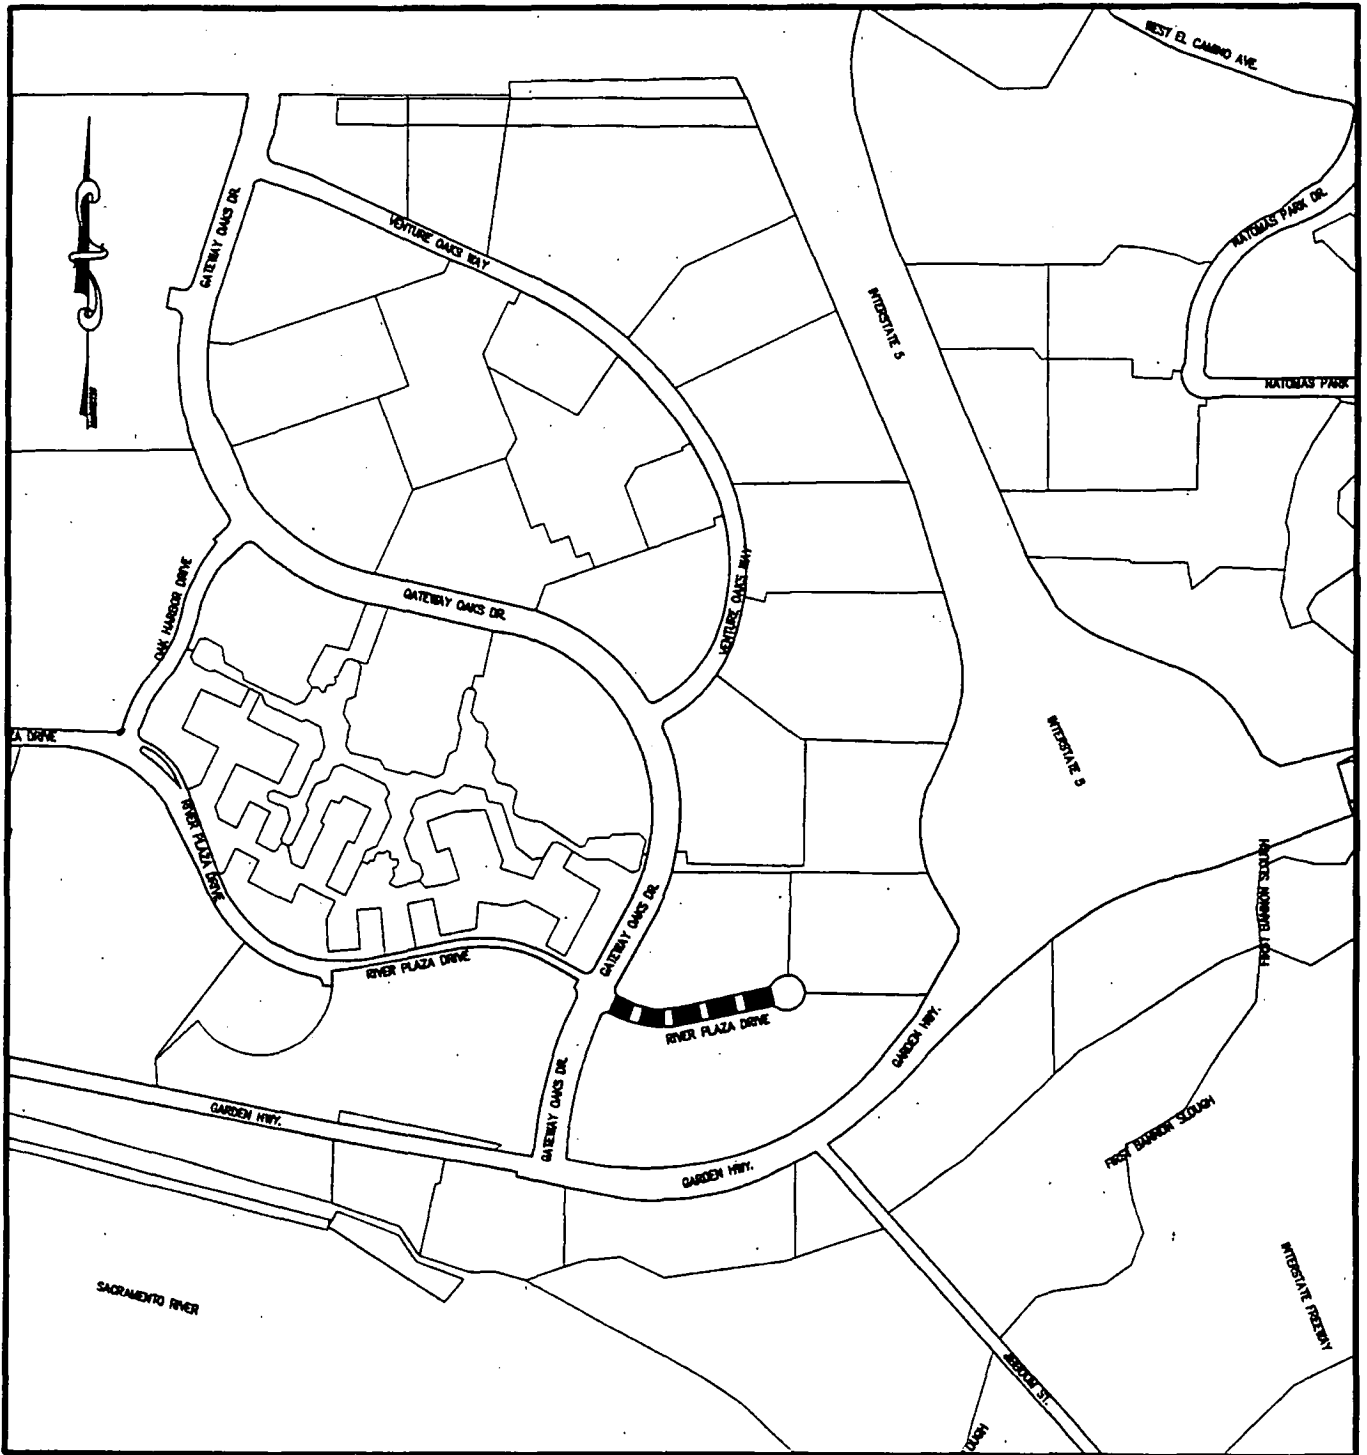 WEST EL CAMINO AVE.
GATEWAY OAKS DR.
VENTURE OAKS WAY
NATOMAS PARK DR.
INTERSTATE 5
NATOMAS PARK
OAK HARBOR DRIVE
GATEWAY OAKS DR.
VENTURE OAKS WAY
ZA DRIVE
INTERSTATE 5
RIVER PLAZA DRIVE
FIRST BANNON SLOUGH
GATEWAY OAKS DR.
RIVER PLAZA DRIVE
RIVER PLAZA DRIVE
GARDEN HWY.
GATEWAY OAKS DR.
GARDEN HWY.
FIRST BANNON SLOUGH
GARDEN HWY.
SACRAMENTO RIVER
INTERSTATE FREEWAY
JIBBOOM ST.
LOUGH